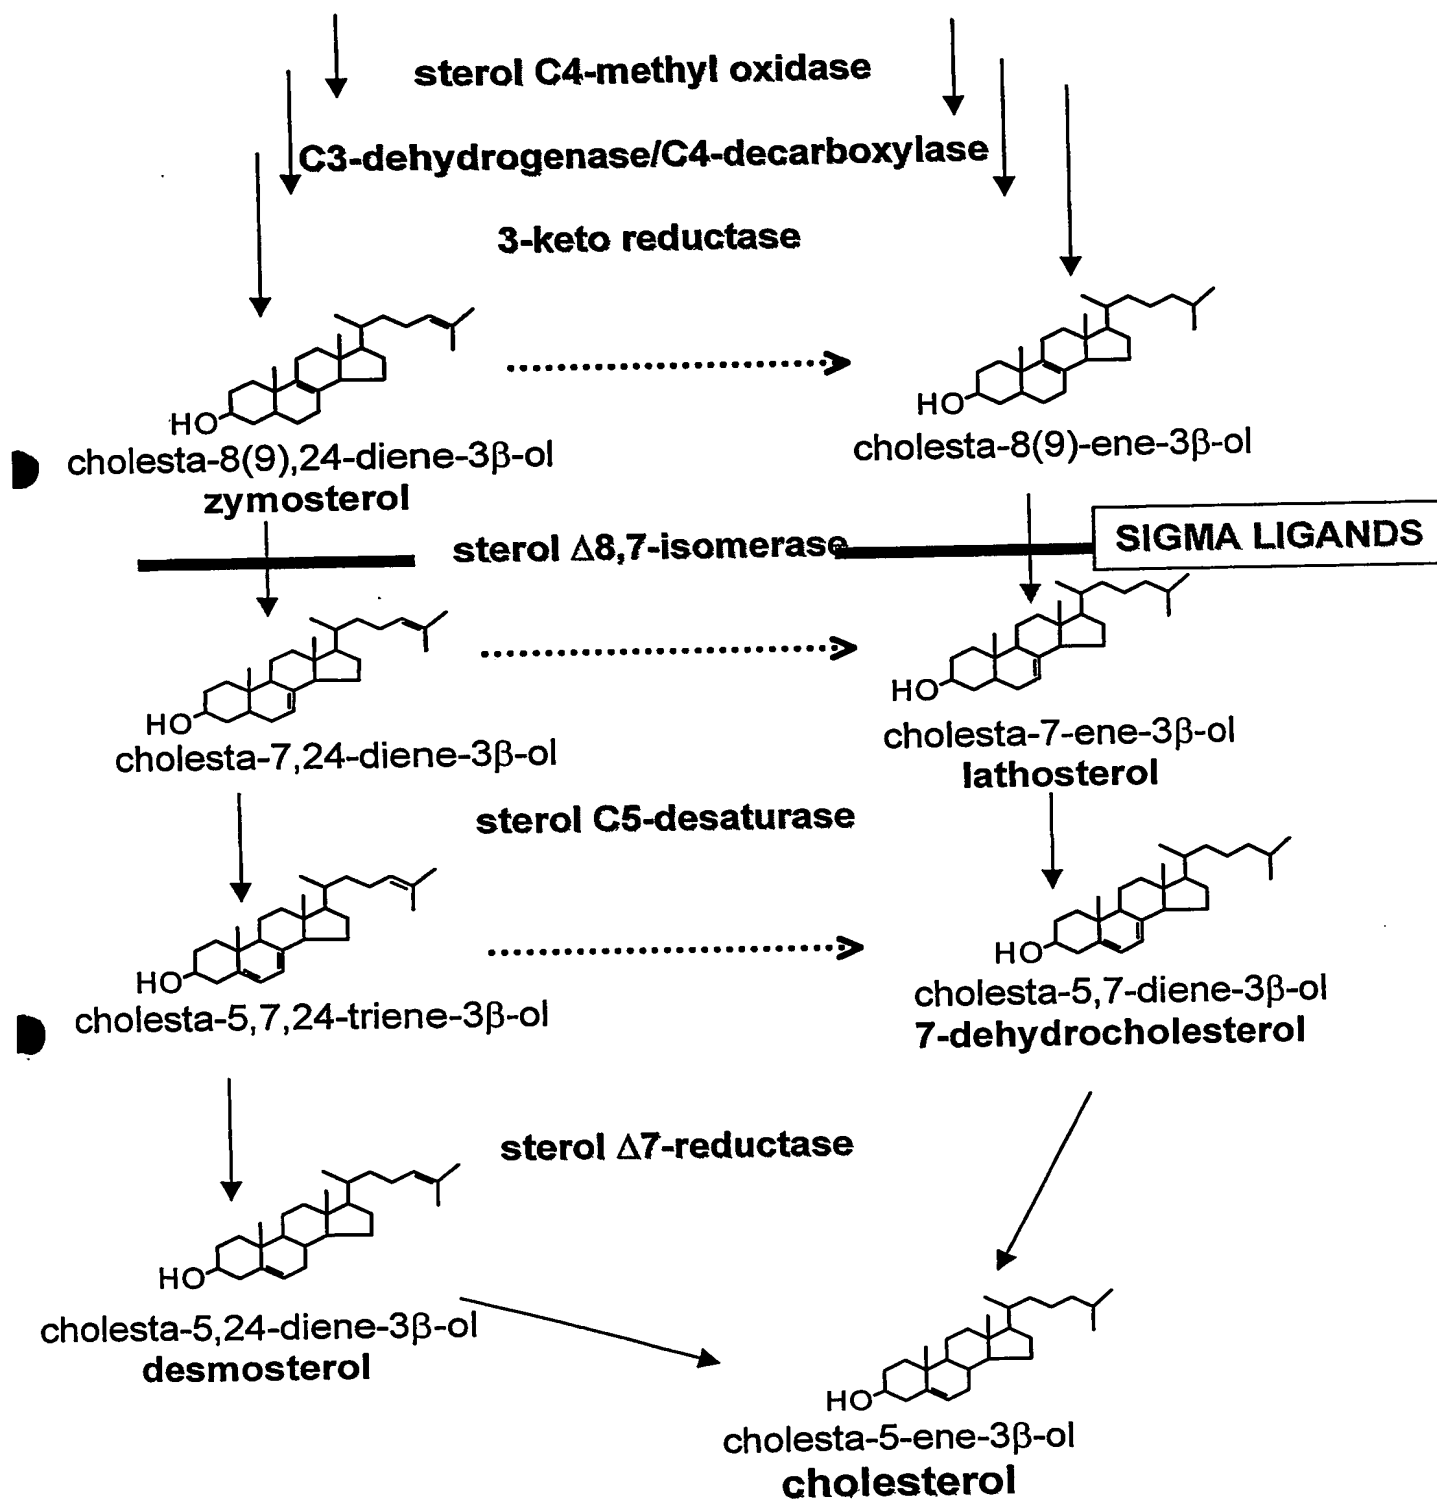 sterol C4-methyl oxidase
C3-dehydrogenase/C4-decarboxylase
3-keto reductase
HO
cholesta-8(9),24-diene-3β-ol
zymosterol
HO
cholesta-8(9)-ene-3β-ol
sterol Δ8,7-isomerase
SIGMA LIGANDS
HO
cholesta-7,24-diene-3β-ol
HO
cholesta-7-ene-3β-ol
lathosterol
sterol C5-desaturase
HO
cholesta-5,7,24-triene-3β-ol
HO
cholesta-5,7-diene-3β-ol
7-dehydrocholesterol
sterol Δ7-reductase
HO
cholesta-5,24-diene-3β-ol
desmosterol
HO
cholesta-5-ene-3β-ol
cholesterol